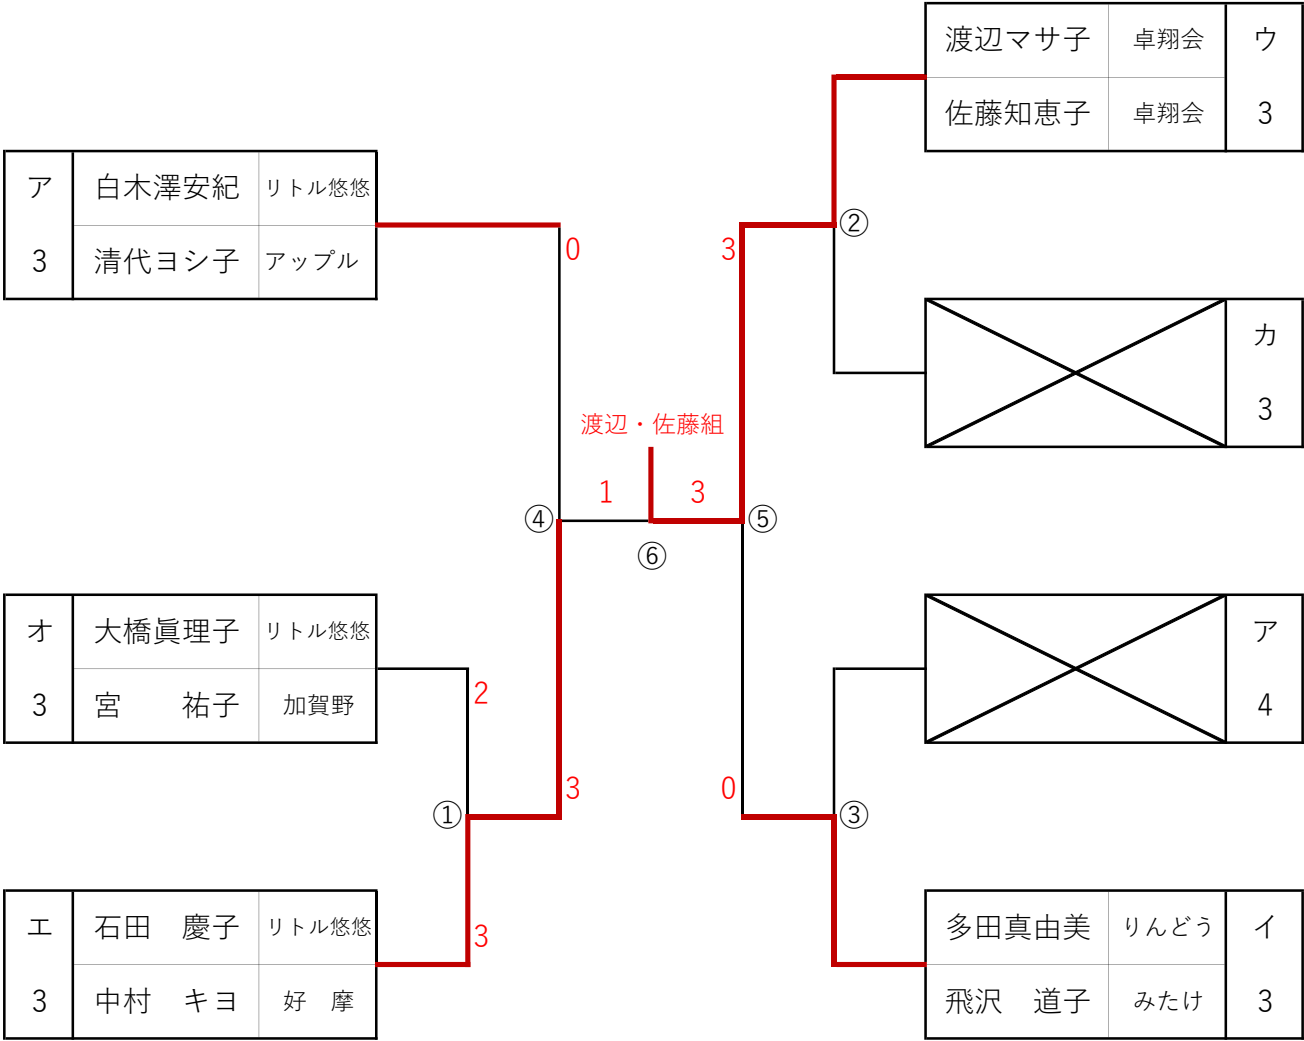 渡辺マサ子 卓翔会 ウ
佐藤知恵子 卓翔会 3
ア 白木澤安紀 リトル悠悠
3 清代ヨシ子 アップル
0
3
②
カ
3
渡辺・佐藤組
1 3
④
⑤
⑥
オ 大橋眞理子 リトル悠悠
3 宮 祐子 加賀野
2
ア
4
3
0
①
③
エ 石田 慶子 リトル悠悠
3 中村 キヨ 好 摩
3
多田真由美 りんどう イ
飛沢 道子 みたけ 3